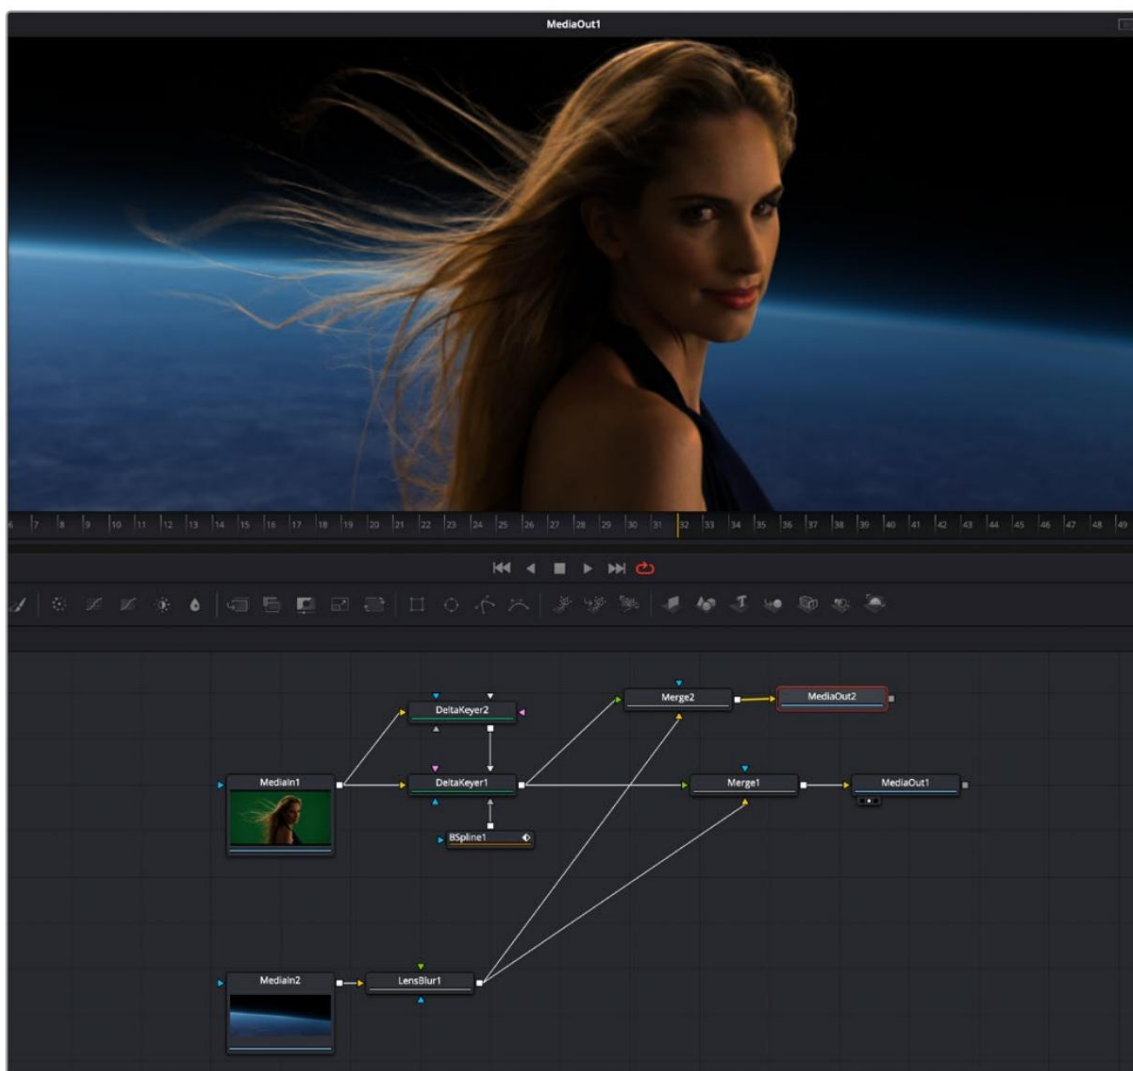 MediaOut1
6 7 8 9 10 11 12 13 14 15 16 17 18 19 20 21 22 23 24 25 26 27 28 29 30 31 32 33 34 35 36 37 38 39 40 41 42 43 44 45 46 47 48 49
T
Merge2 MediaOut2
DeltaKeyer2
MediaIn1 DeltaKeyer1 Merge1 MediaOut1
BSpline1
MediaIn2 LensBlur1